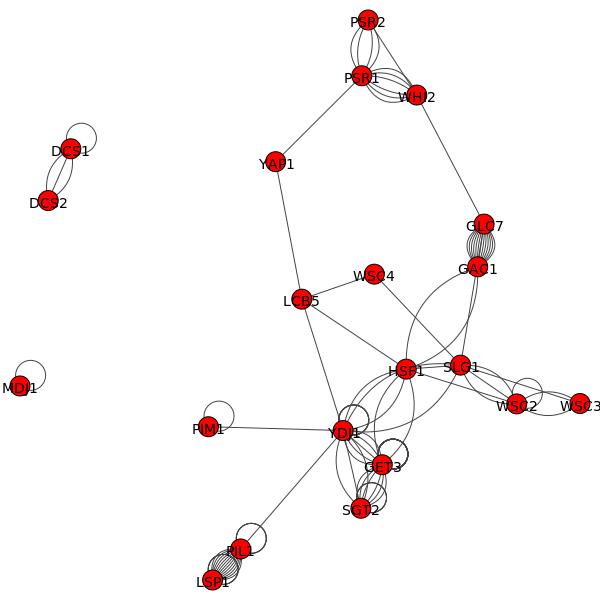 PSR2
PSR1
WHI2
DCS1
YAP1
DCS2
GLC7
GAC1
WSC4
LCB5
HSF1
SLG1
MDJ1
WSC2
WSC3
PIM1
YDJ1
GET3
SGT2
PIL1
LSP1